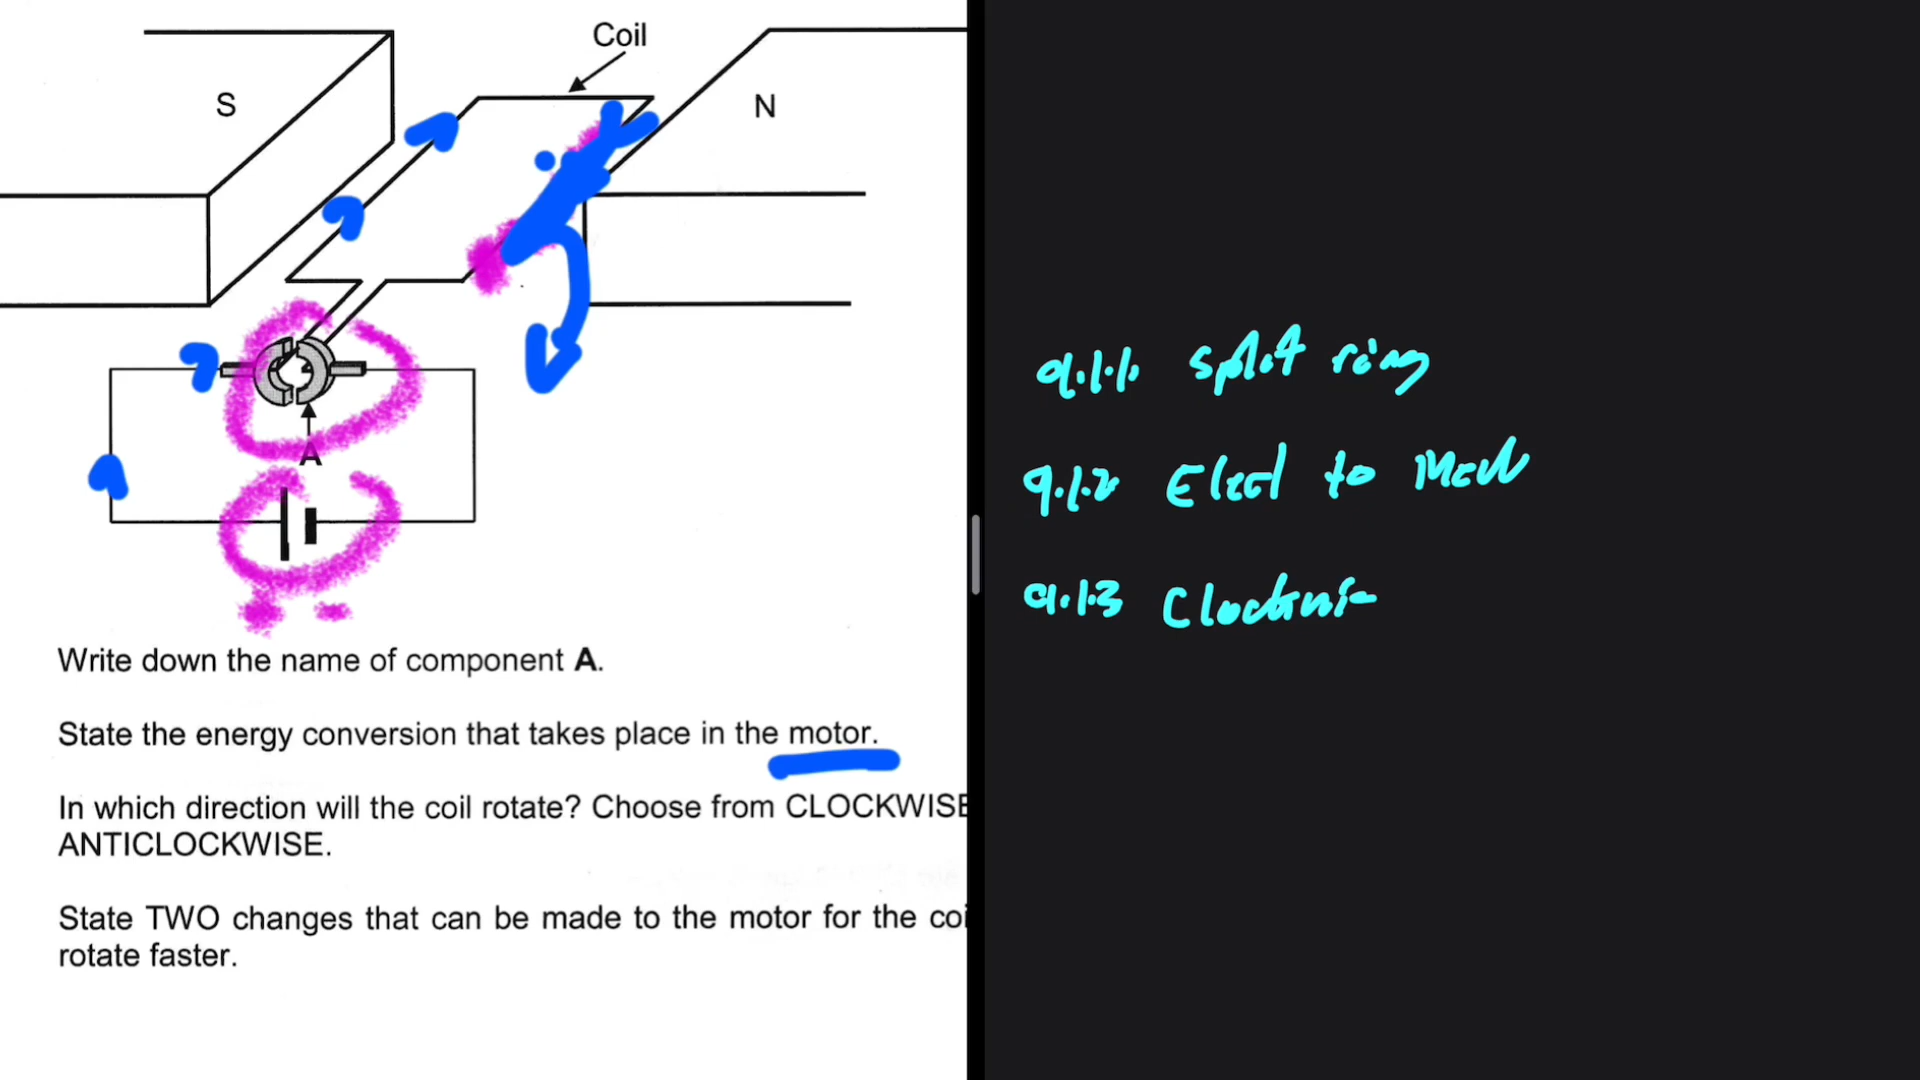 Coil
S
N
A
Write down the name of component A.
State the energy conversion that takes place in the motor.
In which direction will the coil rotate? Choose from CLOCKWISE
ANTICLOCKWISE.
State TWO changes that can be made to the motor for the coi
rotate faster.
9.1.1. split ring
9.1.2 Elect to Mech
9.1.3 Clockwise